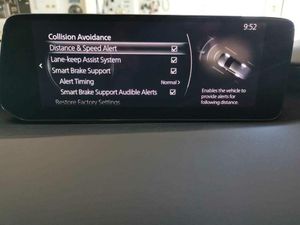 9:52
Collision Avoidance
Distance & Speed Alert
Lane-keep Assist System
Smart Brake Support
Alert Timing Normal >
Smart Brake Support Audible Alerts
Restore Factory Settings
Enables the vehicle to
provide alerts for
following distance.